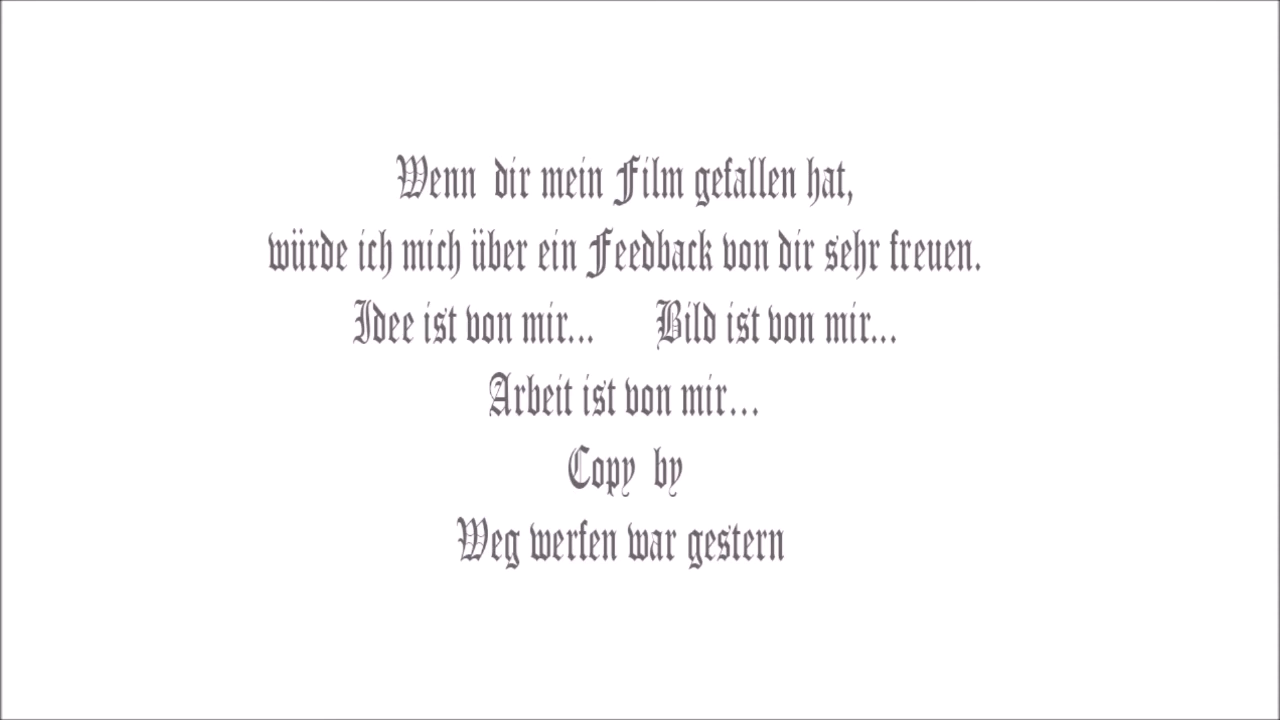 Wenn dir mein Film gefallen hat,
würde ich mich über ein Feedback von dir sehr freuen.
Idee ist von mir... Bild ist von mir...
Arbeit ist von mir...
Copy by
Weg werfen war gestern